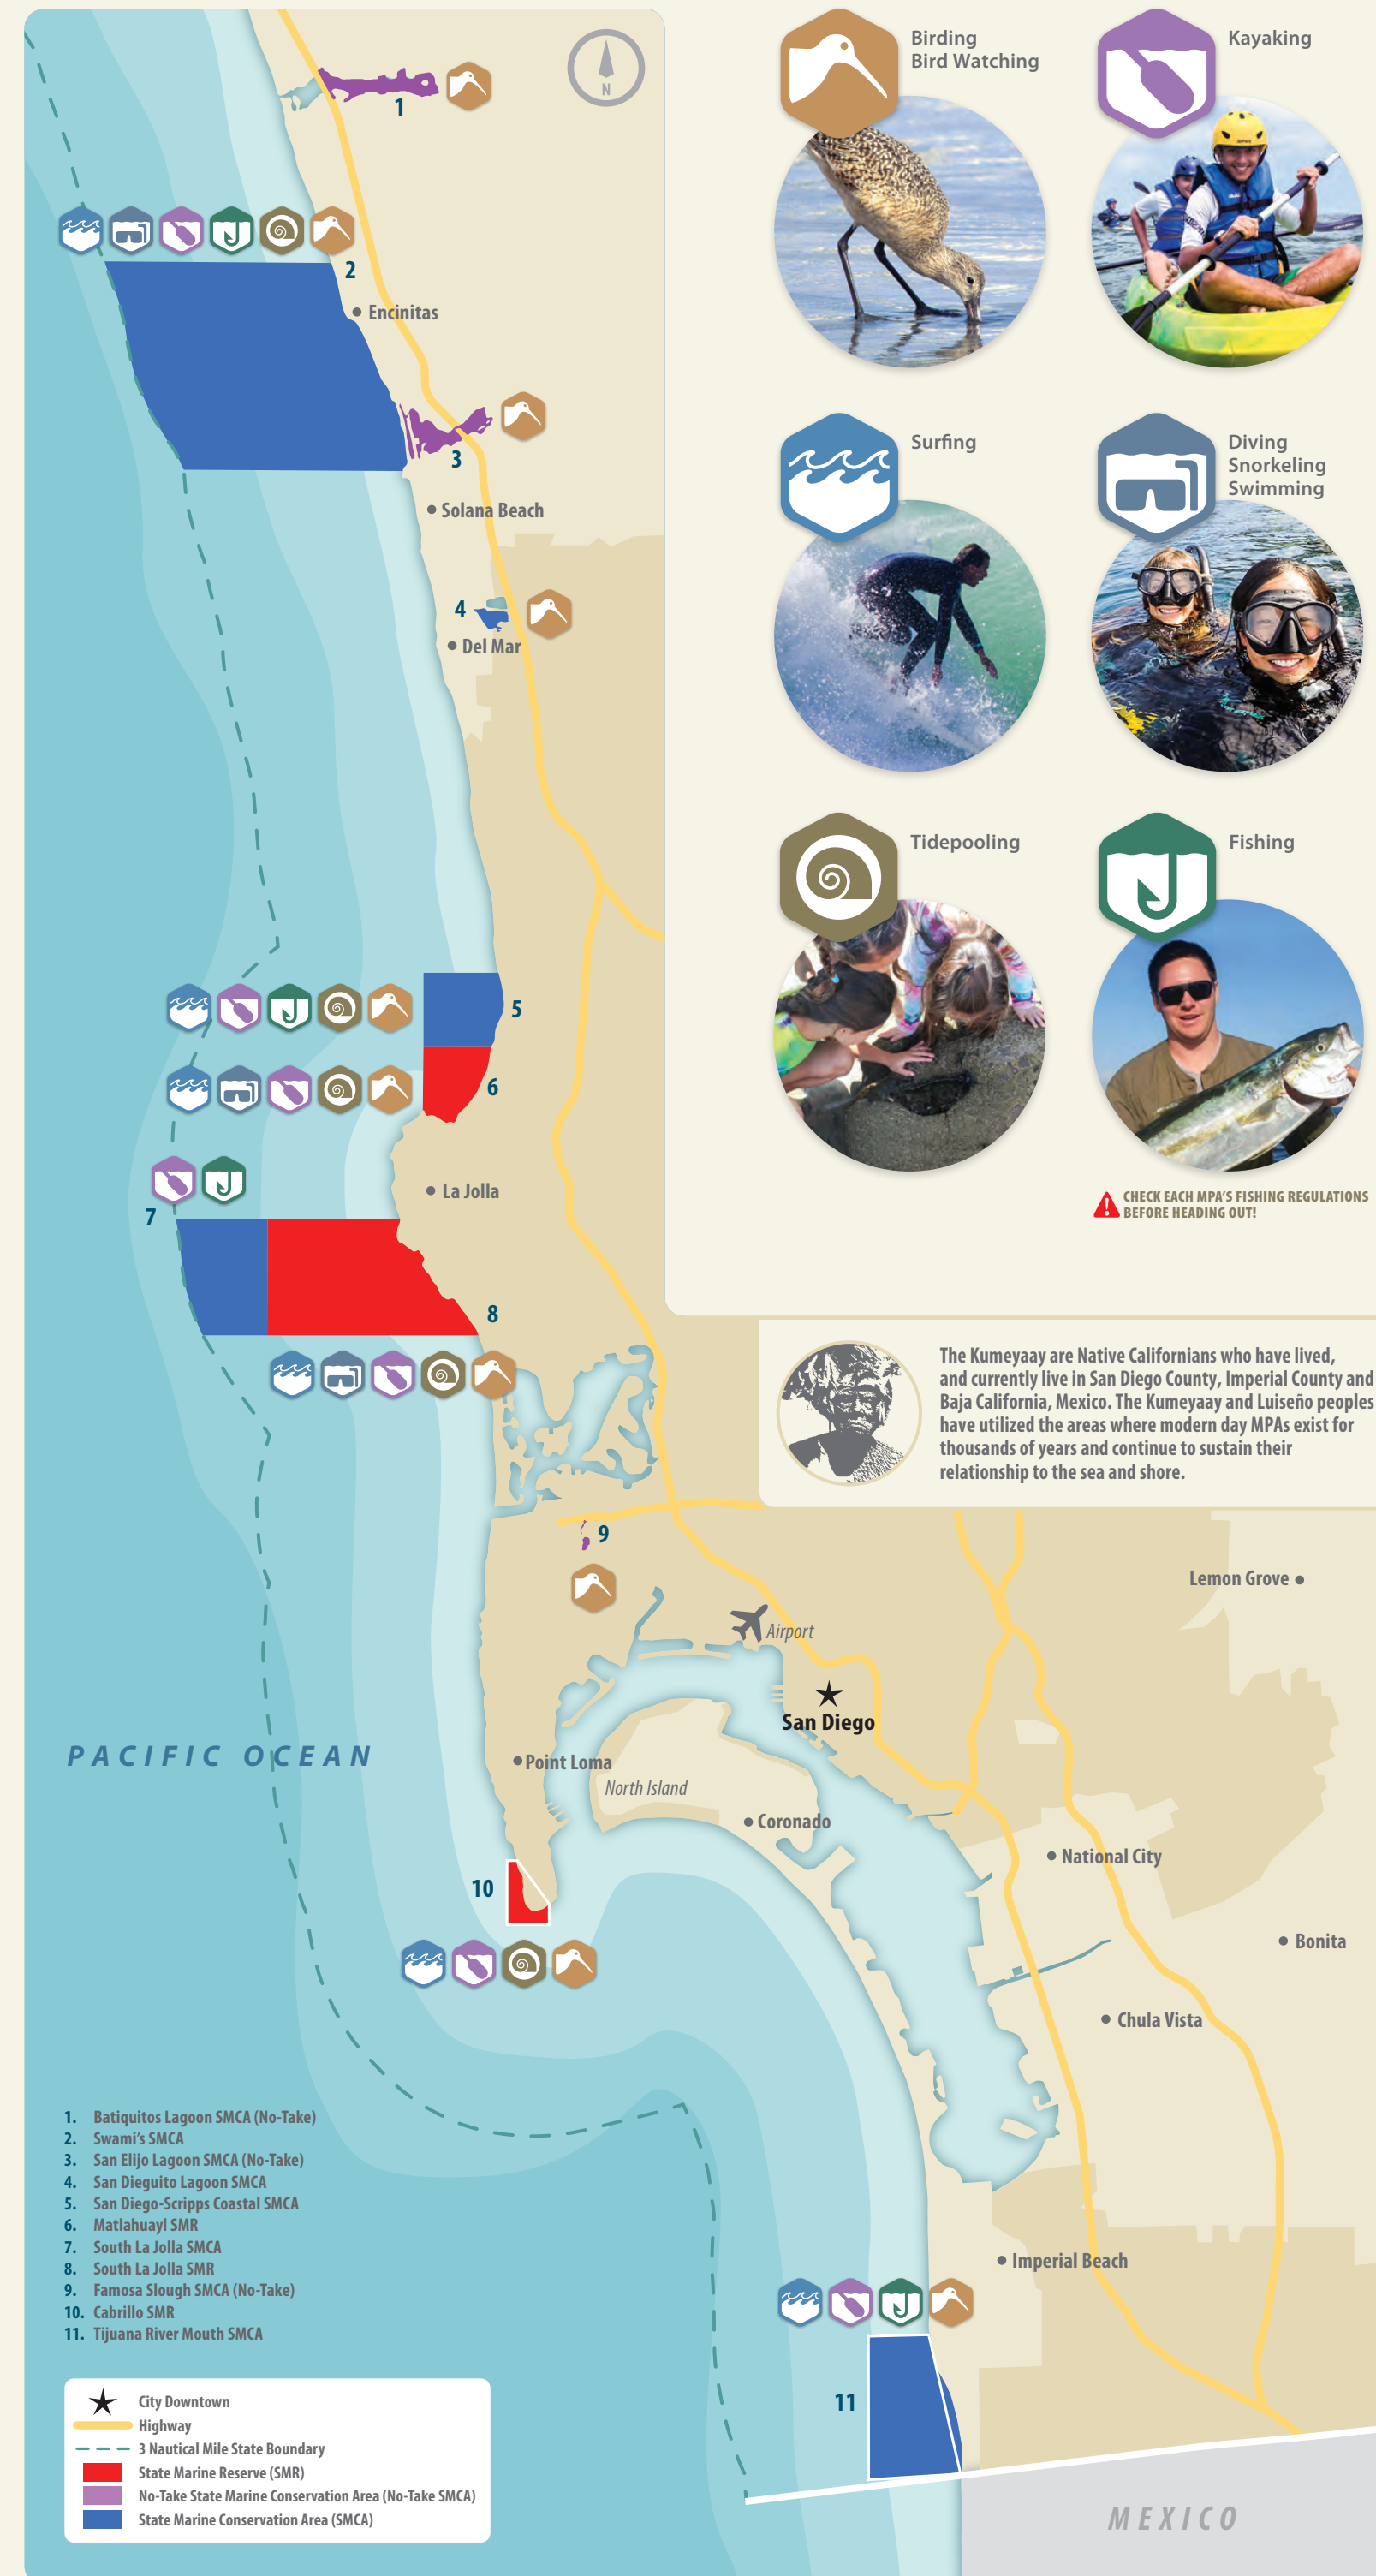 N
1
2
Encinitas
3
Solana Beach
4
Del Mar
5
6
La Jolla
7
8
9
Airport
San Diego
PACIFIC OCEAN
Point Loma
North Island
Coronado
10
Lemon Grove
National City
Bonita
Chula Vista
Imperial Beach
11
MEXICO
Birding
Bird Watching
Kayaking
Surfing
Diving
Snorkeling
Swimming
Tidepooling
Fishing
CHECK EACH MPA'S FISHING REGULATIONS
BEFORE HEADING OUT!
The Kumeyaay are Native Californians who have lived,
and currently live in San Diego County, Imperial County and
Baja California, Mexico. The Kumeyaay and Luiseño peoples
have utilized the areas where modern day MPAs exist for
thousands of years and continue to sustain their
relationship to the sea and shore.
1. Batiquitos Lagoon SMCA (No-Take)
2. Swami's SMCA
3. San Elijo Lagoon SMCA (No-Take)
4. San Dieguito Lagoon SMCA
5. San Diego-Scripps Coastal SMCA
6. Matlahuayl SMR
7. South La Jolla SMCA
8. South La Jolla SMR
9. Famosa Slough SMCA (No-Take)
10. Cabrillo SMR
11. Tijuana River Mouth SMCA
City Downtown
Highway
3 Nautical Mile State Boundary
State Marine Reserve (SMR)
No-Take State Marine Conservation Area (No-Take SMCA)
State Marine Conservation Area (SMCA)